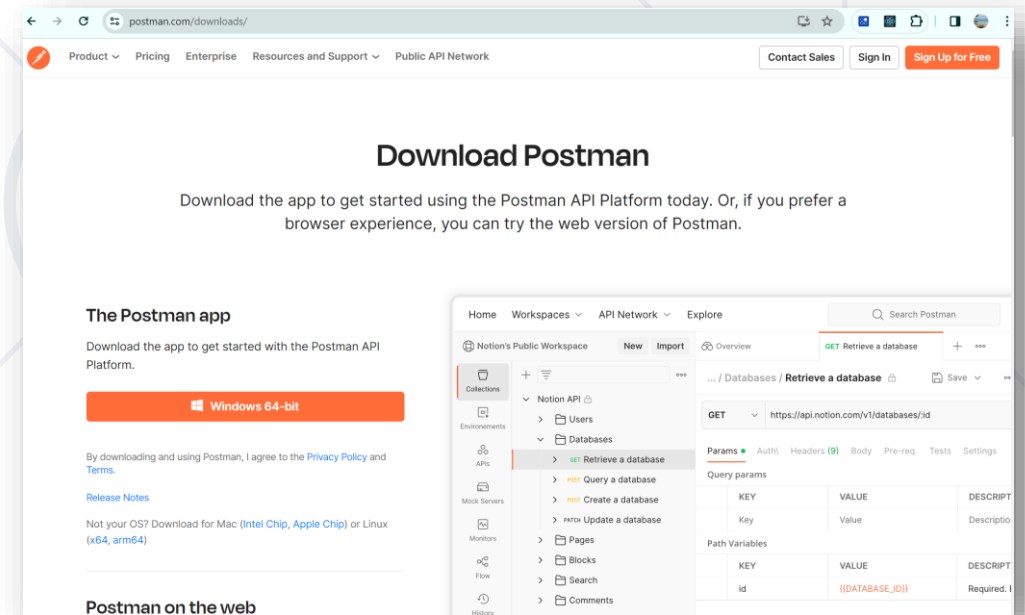 postman.com/downloads/
Product Pricing Enterprise Resources and Support Public API Network Contact Sales Sign In Sign Up for Free
Download Postman
Download the app to get started using the Postman API Platform today. Or, if you prefer a
browser experience, you can try the web version of Postman.
The Postman app
Download the app to get started with the Postman API
Platform.
Windows 64-bit
By downloading and using Postman, I agree to the Privacy Policy and
Terms.
Release Notes
Not your OS? Download for Mac (Intel Chip, Apple Chip) or Linux
(x64, arm64)
Postman on the web
Home Workspaces API Network Explore Search Postman
Notion's Public Workspace New Import Overview GET Retrieve a database
Collections
Environements
APIs
Mock Servers
Monitors
Flow
History
Notion API
Users
Databases
GET Retrieve a database
POST Query a database
POST Create a database
PATCH Update a database
Pages
Blocks
Search
Comments
... / Databases / Retrieve a database Save
GET https://api.notion.com/v1/databases/:id
Params Auth\ Headers (9) Body Pre-req. Tests Settings
Query params
KEY VALUE DESCRIPT
Key Value Descriptio
Path Variables
KEY VALUE DESCRIPT
id {{DATABASE_ID}} Required.